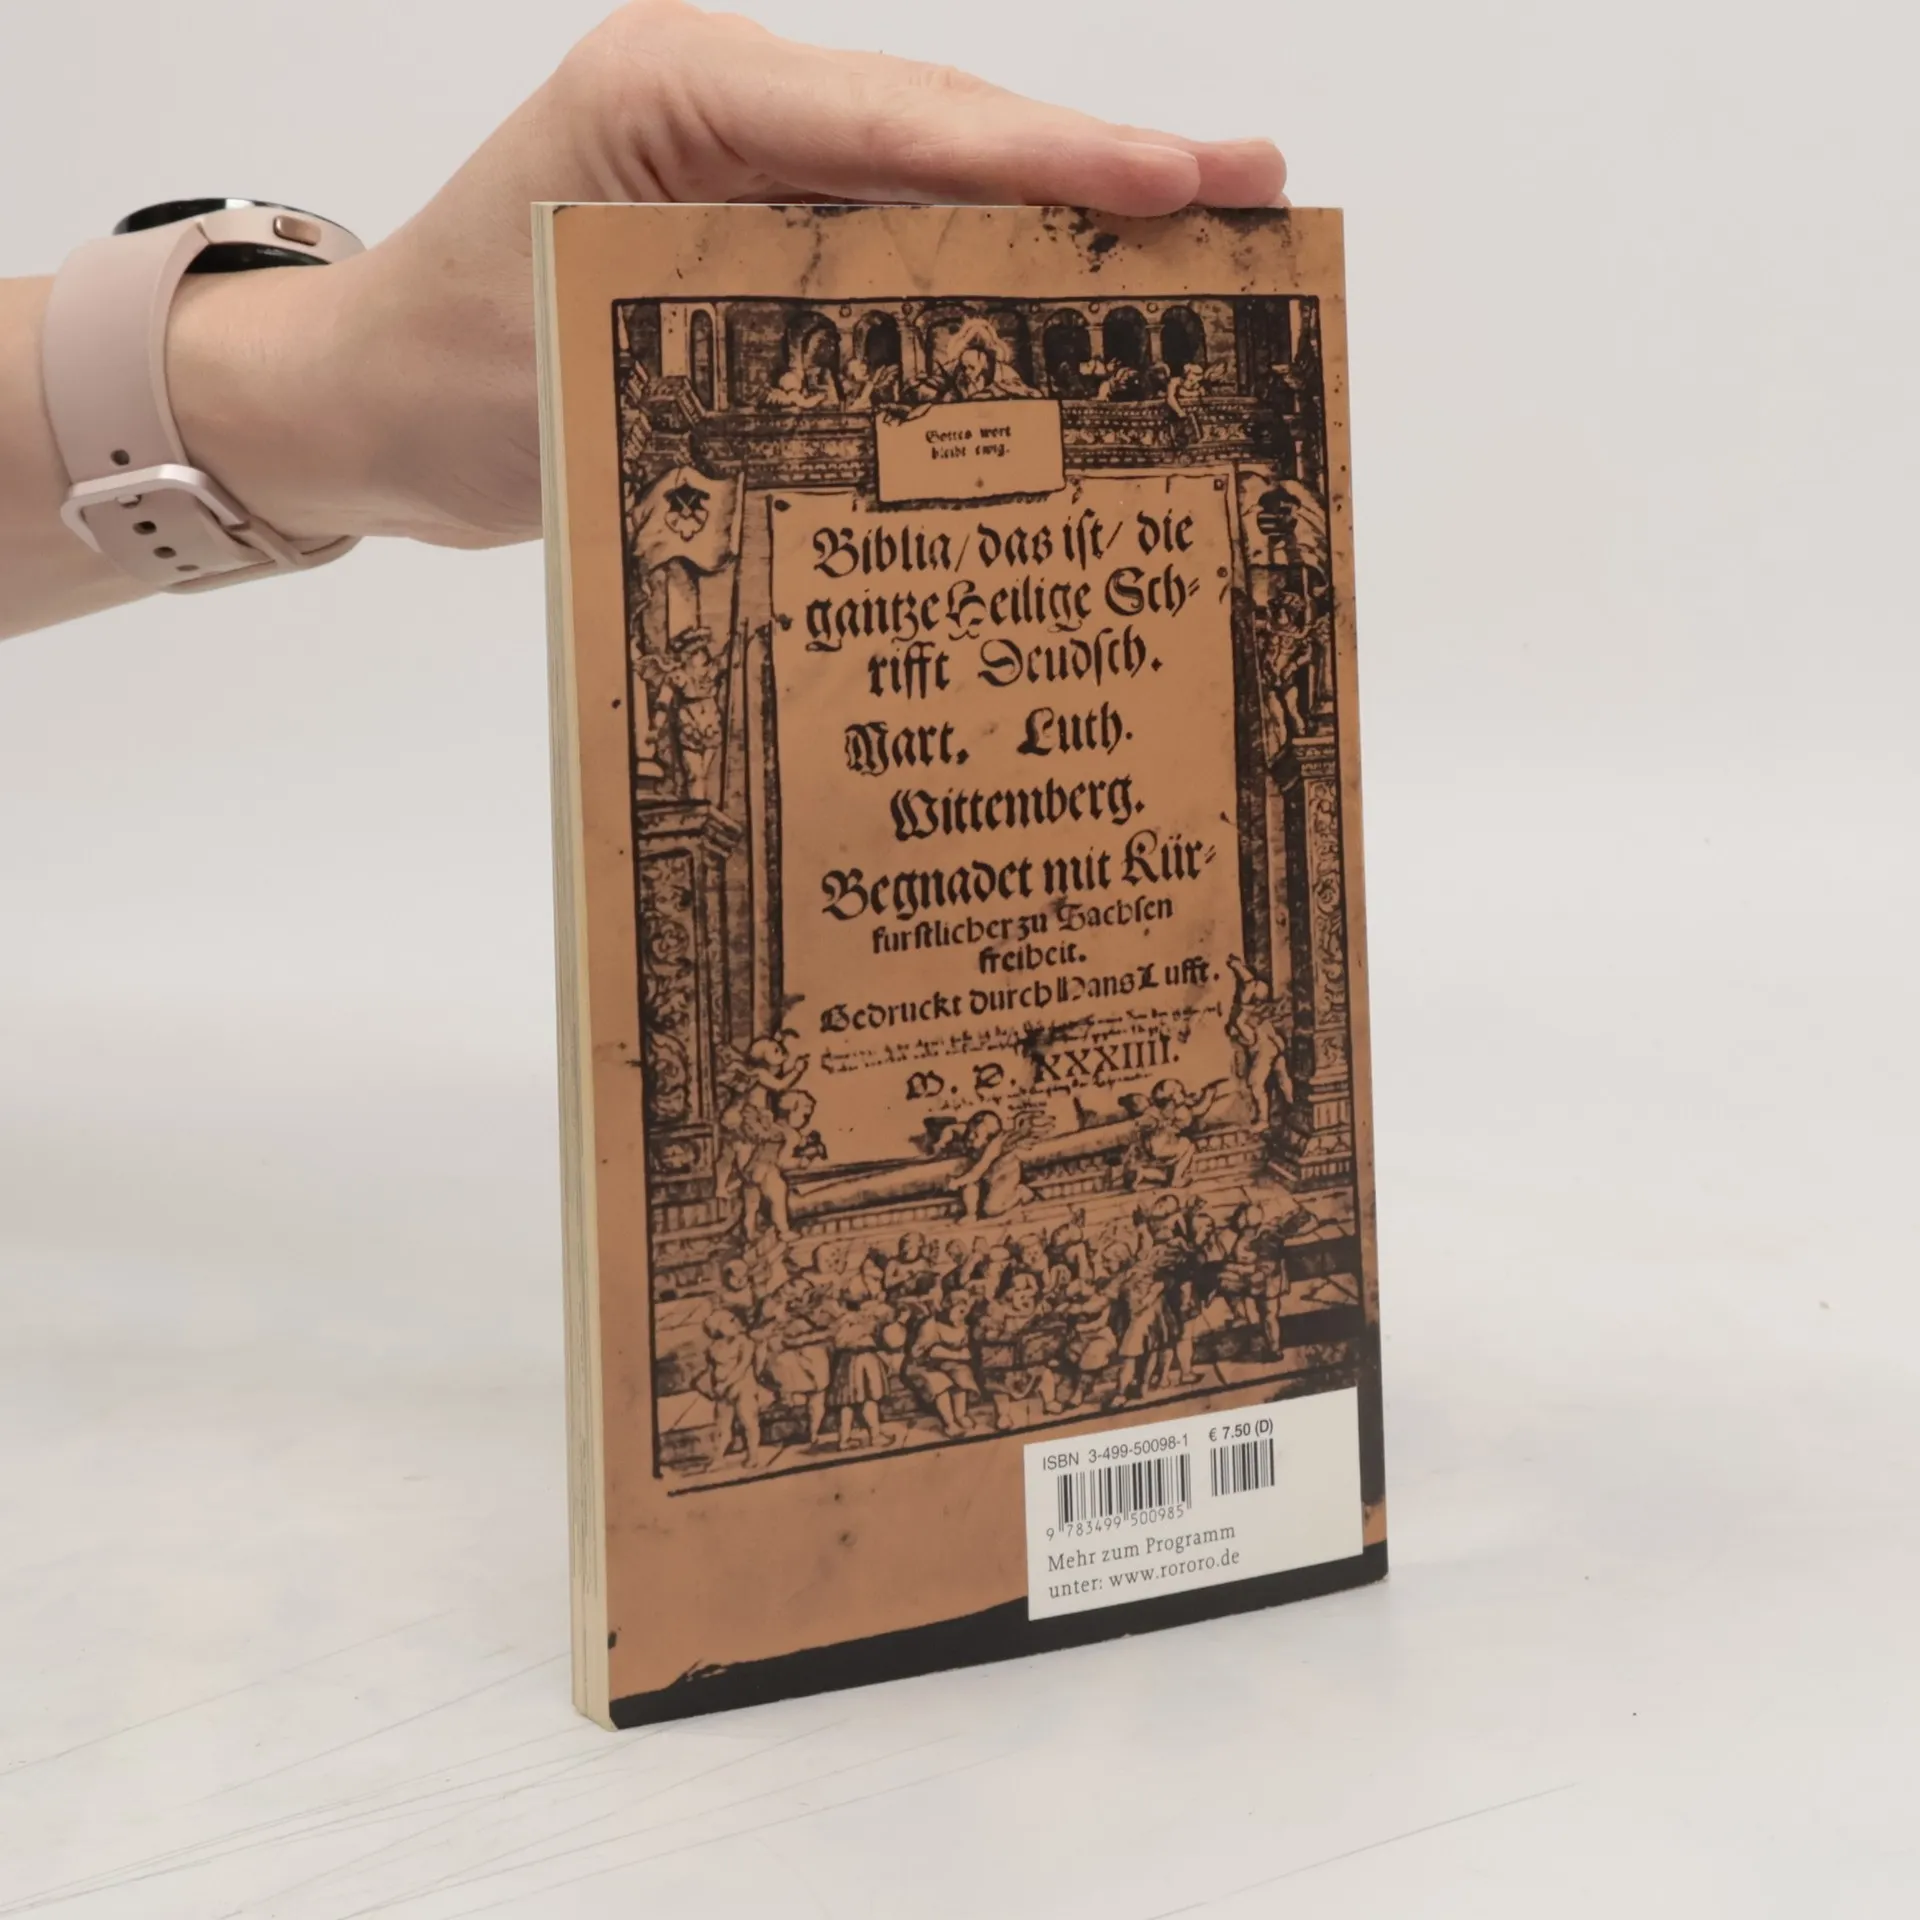 Gottes wort
bleibt ewig.
Biblia/ das iſt/ die
gantze Heilige Sch⸗
rifft Deudſch.
Mart. Luth.
Wittemberg.
Begnadet mit Kür⸗
furſtlicher zu Sachſen
freiheit.
Gedruckt durch Hans Lufft.
M. D. XXXIIII.
ISBN 3-499-50098-1 € 7.50 (D)
9 783499 500985
Mehr zum Programm
unter: www.rororo.de